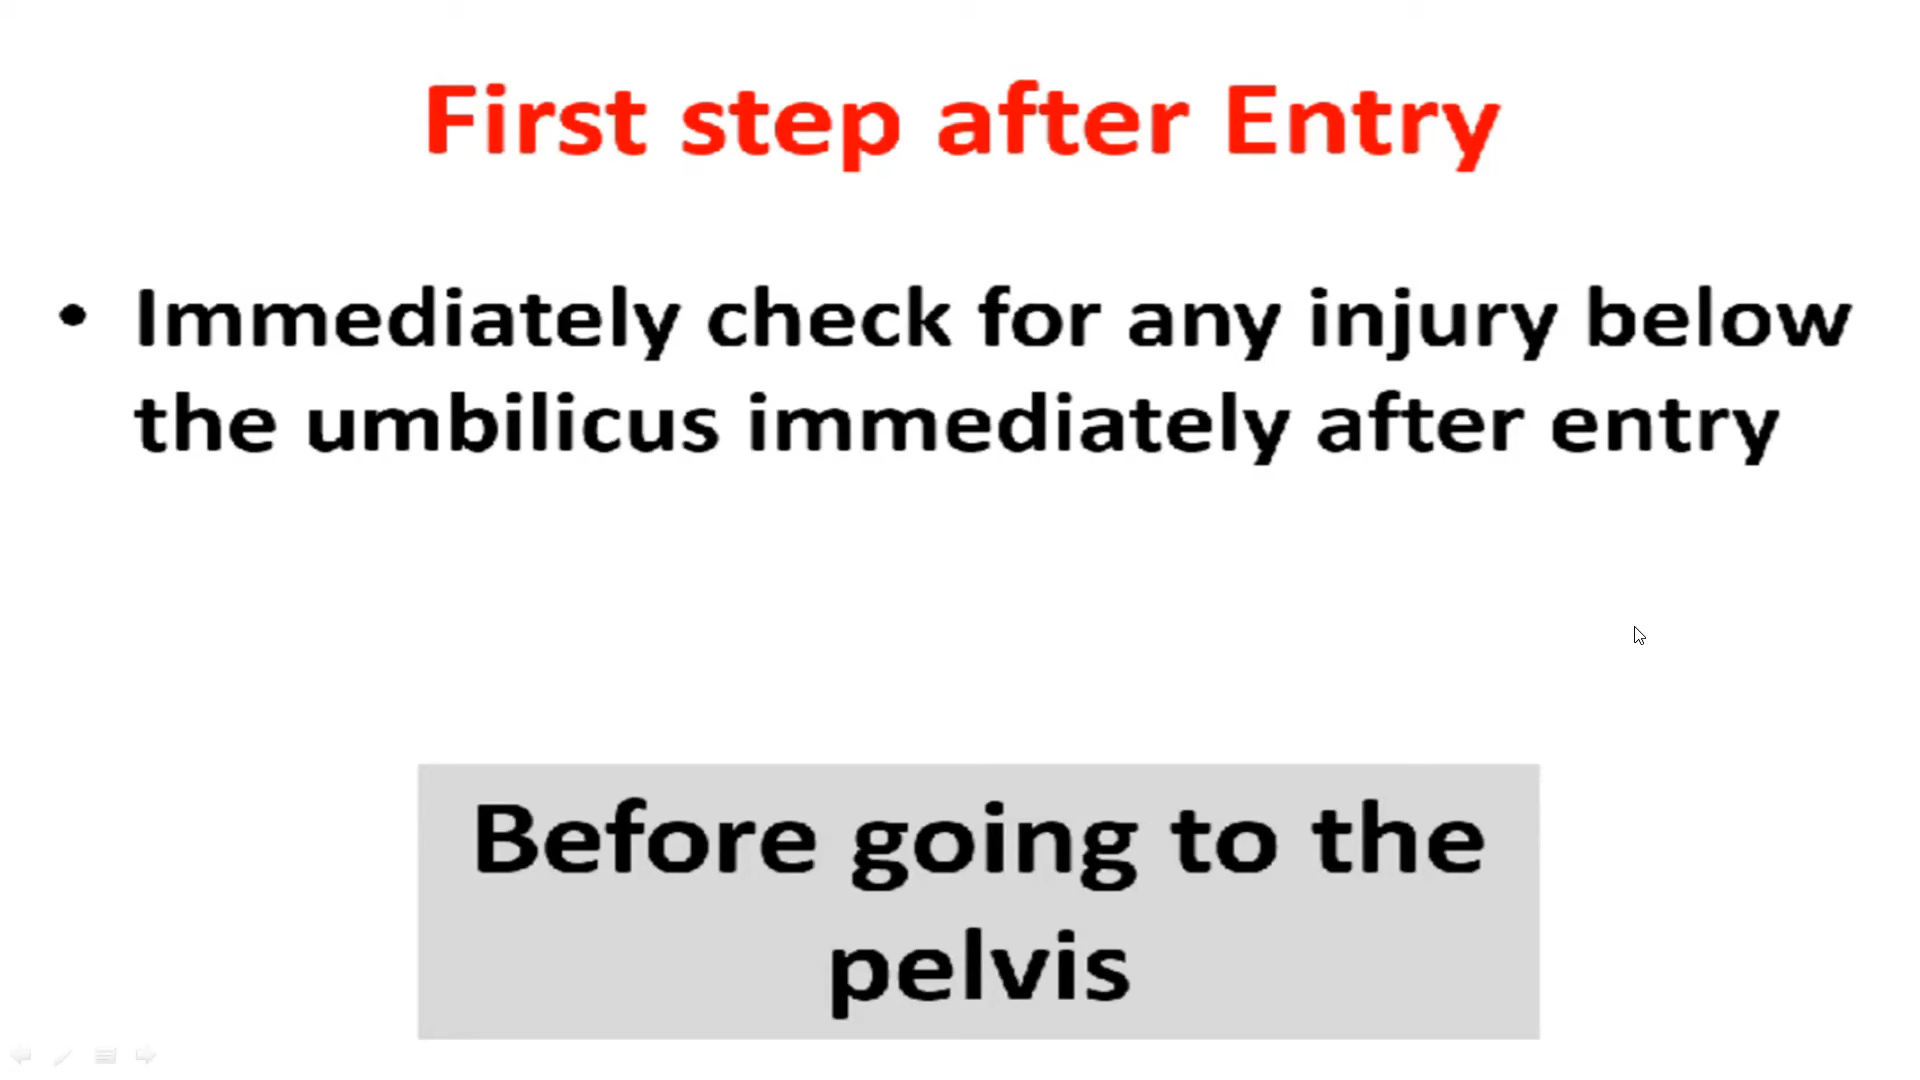 First step after Entry
• Immediately check for any injury below
the umbilicus immediately after entry
Before going to the
pelvis